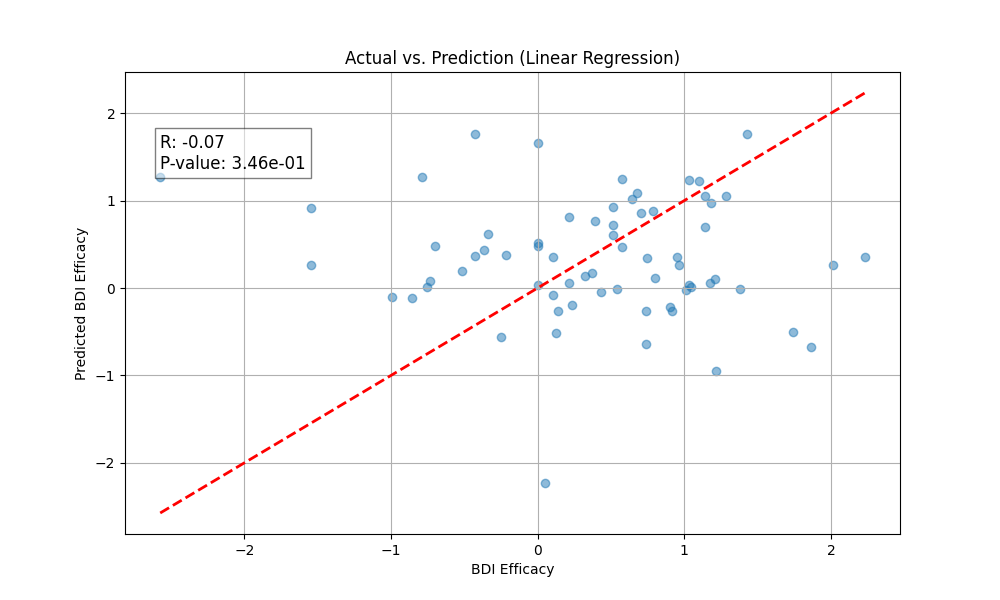 Actual vs. Prediction (Linear Regression)
R: -0.07
P-value: 3.46e-01
Predicted BDI Efficacy
2
1
0
−1
−2
−2
−1
0
1
2
BDI Efficacy